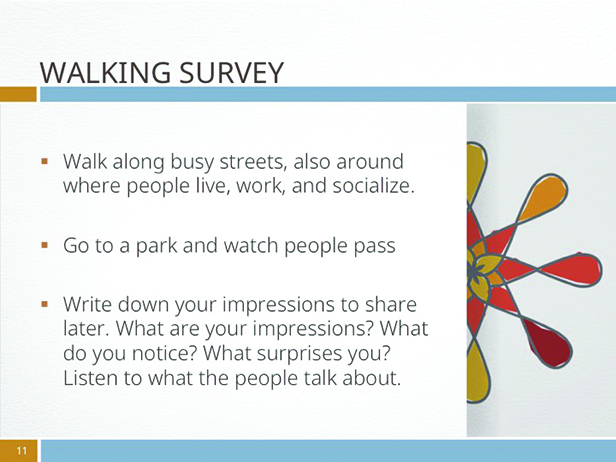 WALKING SURVEY
▪ Walk along busy streets, also around
where people live, work, and socialize.
▪ Go to a park and watch people pass
▪ Write down your impressions to share
later. What are your impressions? What
do you notice? What surprises you?
Listen to what the people talk about.
11